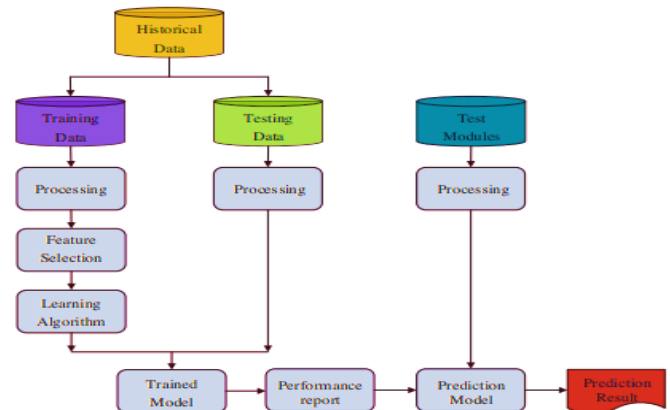 Historical
Data
Training
Data
Testing
Data
Test
Modules
Processing
Processing
Processing
Feature
Selection
Learning
Algorithm
Trained
Model
Performance
report
Prediction
Model
Prediction
Result